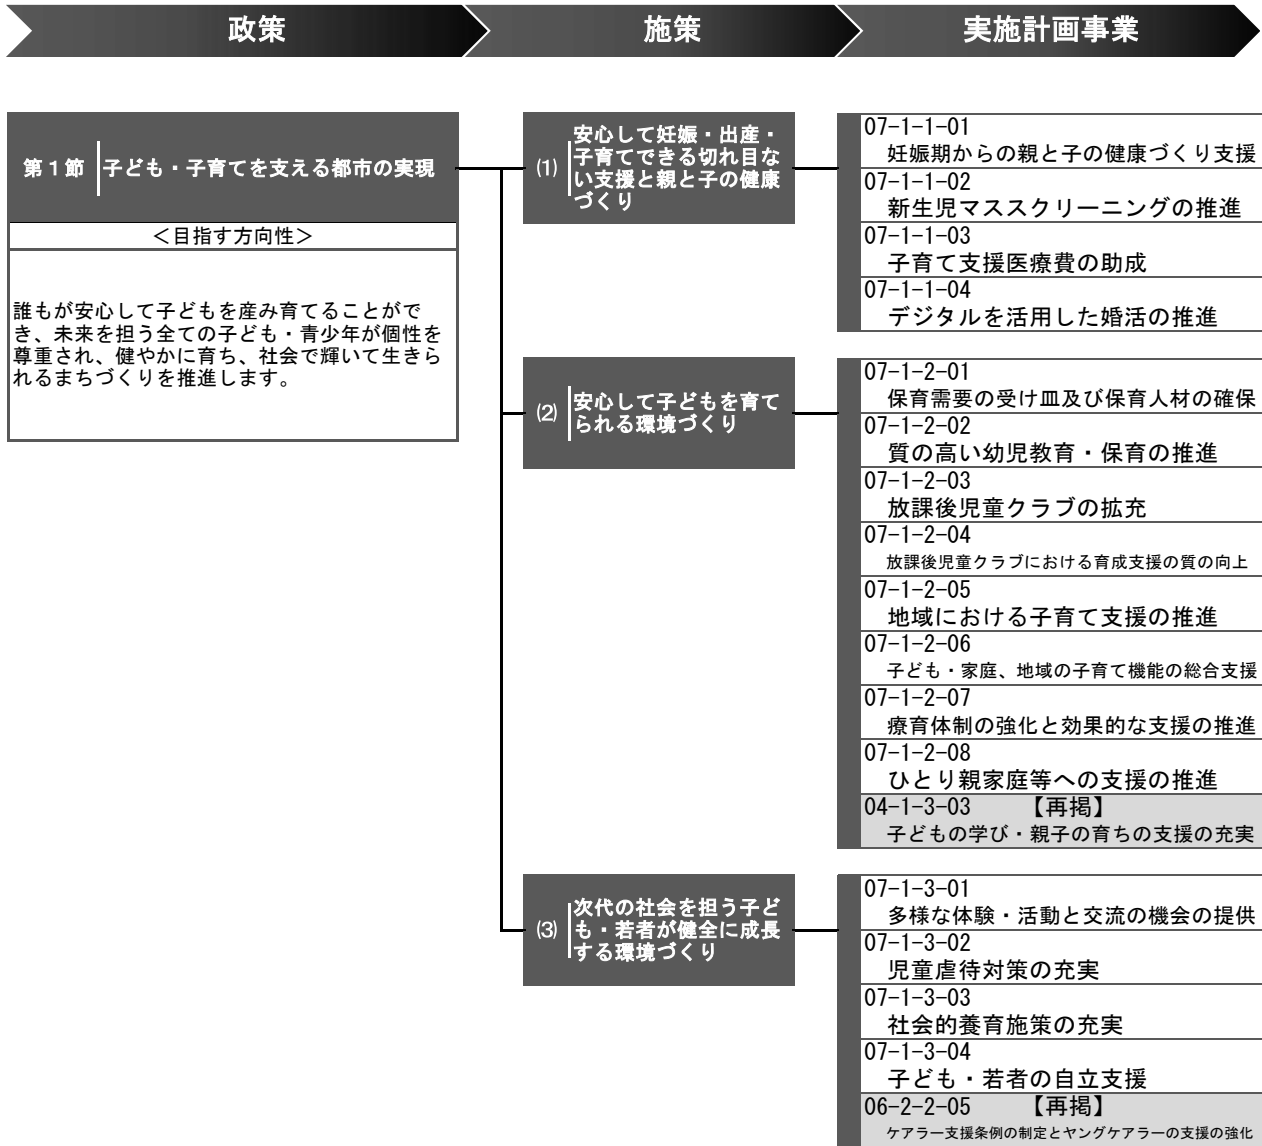 政策
施策
実施計画事業
第1節
子ども・子育てを支える都市の実現
<目指す方向性>
誰もが安心して子どもを産み育てることがで
き、未来を担う全ての子ども・青少年が個性を
尊重され、健やかに育ち、社会で輝いて生きら
れるまちづくりを推進します。
⑴
安心して妊娠・出産・
子育てできる切れ目な
い支援と親と子の健康
づくり
07-1-1-01
妊娠期からの親と子の健康づくり支援
07-1-1-02
新生児マススクリーニングの推進
07-1-1-03
子育て支援医療費の助成
07-1-1-04
デジタルを活用した婚活の推進
⑵
安心して子どもを育て
られる環境づくり
07-1-2-01
保育需要の受け皿及び保育人材の確保
07-1-2-02
質の高い幼児教育・保育の推進
07-1-2-03
放課後児童クラブの拡充
07-1-2-04
放課後児童クラブにおける育成支援の質の向上
07-1-2-05
地域における子育て支援の推進
07-1-2-06
子ども・家庭、地域の子育て機能の総合支援
07-1-2-07
療育体制の強化と効果的な支援の推進
07-1-2-08
ひとり親家庭等への支援の推進
04-1-3-03 【再掲】
子どもの学び・親子の育ちの支援の充実
⑶
次代の社会を担う子ど
も・若者が健全に成長
する環境づくり
07-1-3-01
多様な体験・活動と交流の機会の提供
07-1-3-02
児童虐待対策の充実
07-1-3-03
社会的養育施策の充実
07-1-3-04
子ども・若者の自立支援
06-2-2-05 【再掲】
ケアラー支援条例の制定とヤングケアラーの支援の強化